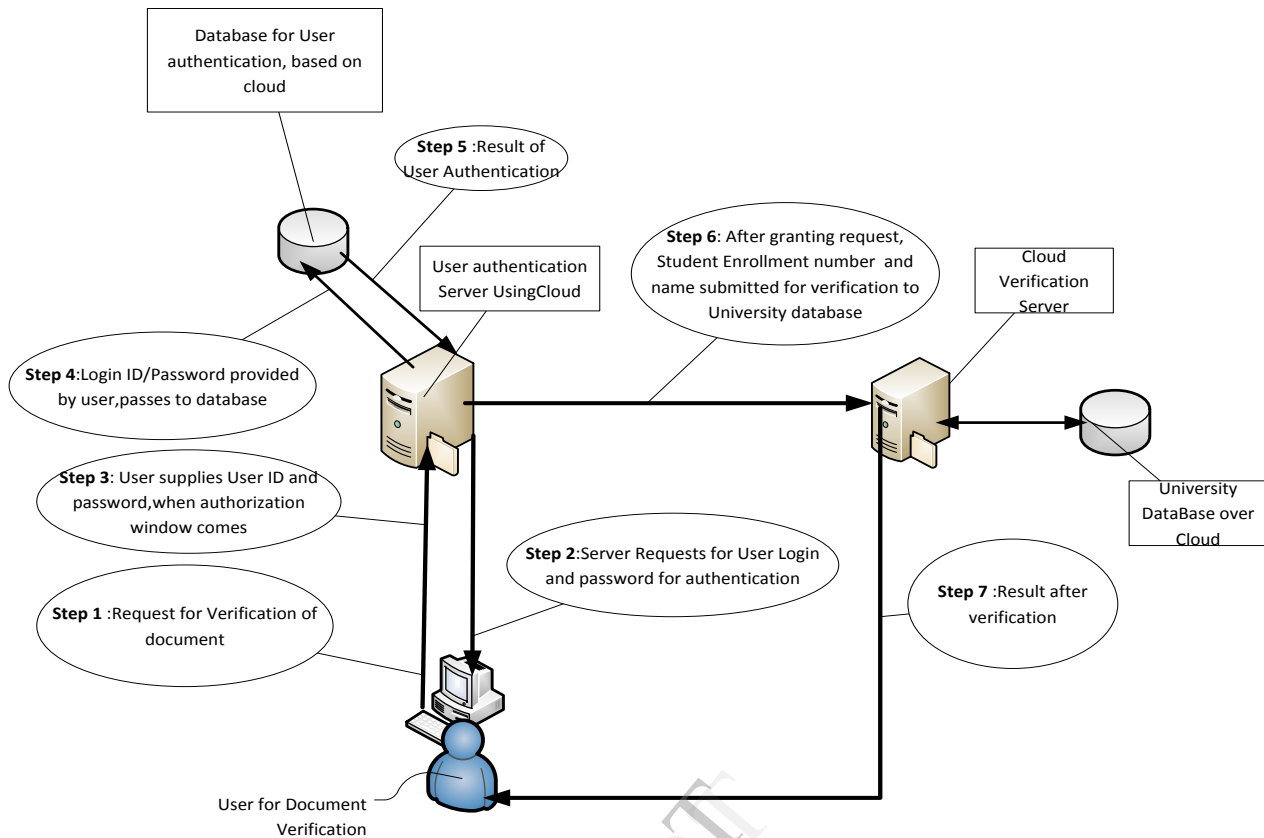 Database for User
authentication, based on
cloud
Step 5 :Result of
User Authentication
Step 6: After granting request,
Student Enrollment number and
name submitted for verification to
University database
User authentication
Server UsingCloud
Cloud
Verification
Server
Step 4:Login ID/Password provided
by user,passes to database
Step 3: User supplies User ID and
password,when authorization
window comes
University
DataBase over
Cloud
Step 2:Server Requests for User Login
and password for authentication
Step 1 :Request for Verification of
document
Step 7 :Result after
verification
User for Document
Verification